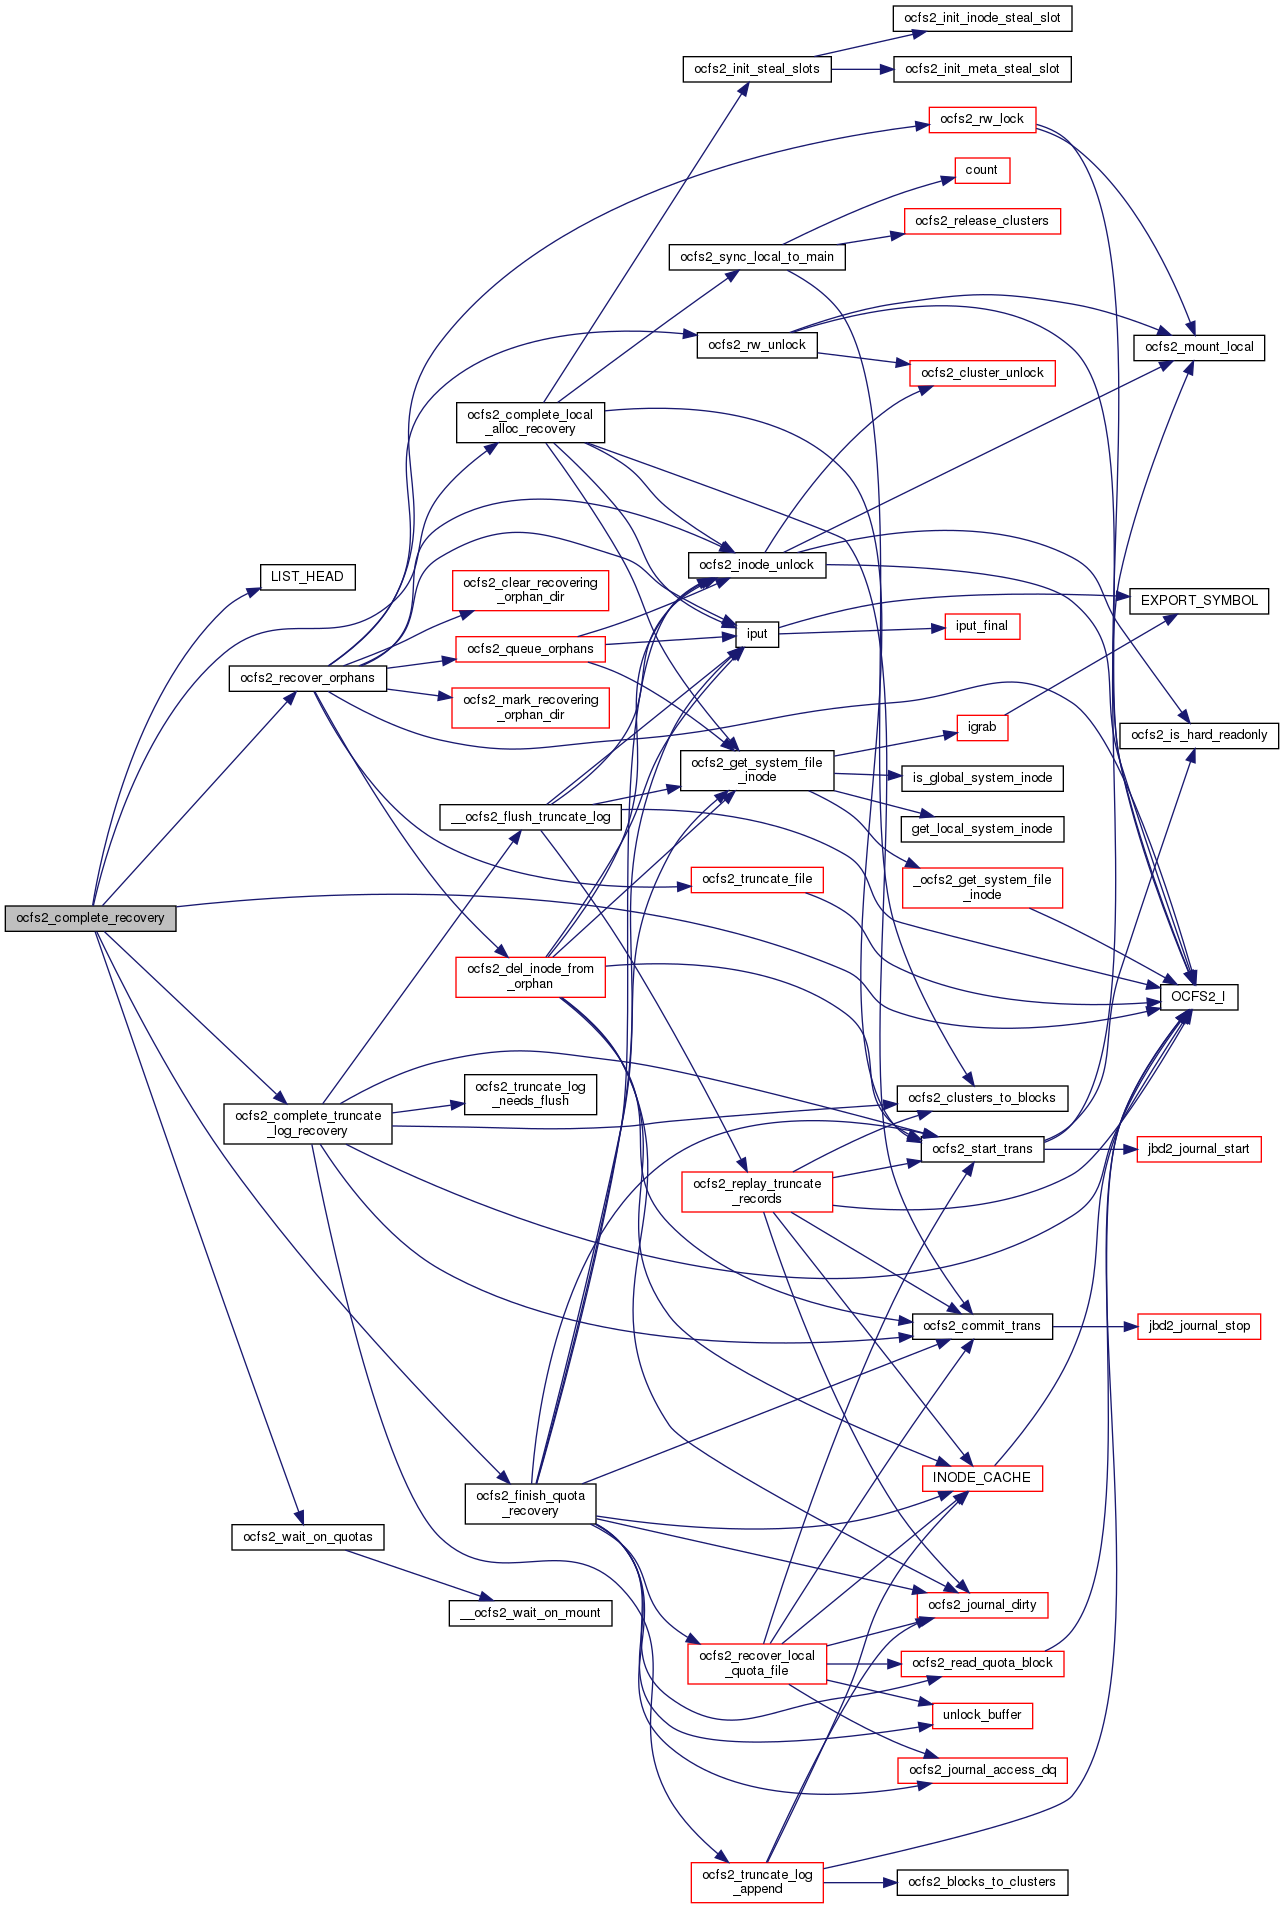 ocfs2_init_inode_steal_slot
ocfs2_init_steal_slots
ocfs2_init_meta_steal_slot
ocfs2_rw_lock
count
ocfs2_release_clusters
ocfs2_sync_local_to_main
ocfs2_rw_unlock
ocfs2_mount_local
ocfs2_cluster_unlock
ocfs2_complete_local
_alloc_recovery
ocfs2_inode_unlock
LIST_HEAD
ocfs2_clear_recovering
_orphan_dir
EXPORT_SYMBOL
iput
iput_final
ocfs2_queue_orphans
ocfs2_recover_orphans
ocfs2_mark_recovering
_orphan_dir
igrab
ocfs2_is_hard_readonly
ocfs2_get_system_file
_inode
is_global_system_inode
__ocfs2_flush_truncate_log
get_local_system_inode
ocfs2_truncate_file
_ocfs2_get_system_file
_inode
ocfs2_complete_recovery
ocfs2_del_inode_from
_orphan
OCFS2_I
ocfs2_truncate_log
_needs_flush
ocfs2_clusters_to_blocks
ocfs2_complete_truncate
_log_recovery
ocfs2_start_trans
jbd2_journal_start
ocfs2_replay_truncate
_records
ocfs2_commit_trans
jbd2_journal_stop
INODE_CACHE
ocfs2_finish_quota
_recovery
ocfs2_wait_on_quotas
__ocfs2_wait_on_mount
ocfs2_journal_dirty
ocfs2_recover_local
_quota_file
ocfs2_read_quota_block
unlock_buffer
ocfs2_journal_access_dq
ocfs2_truncate_log
_append
ocfs2_blocks_to_clusters